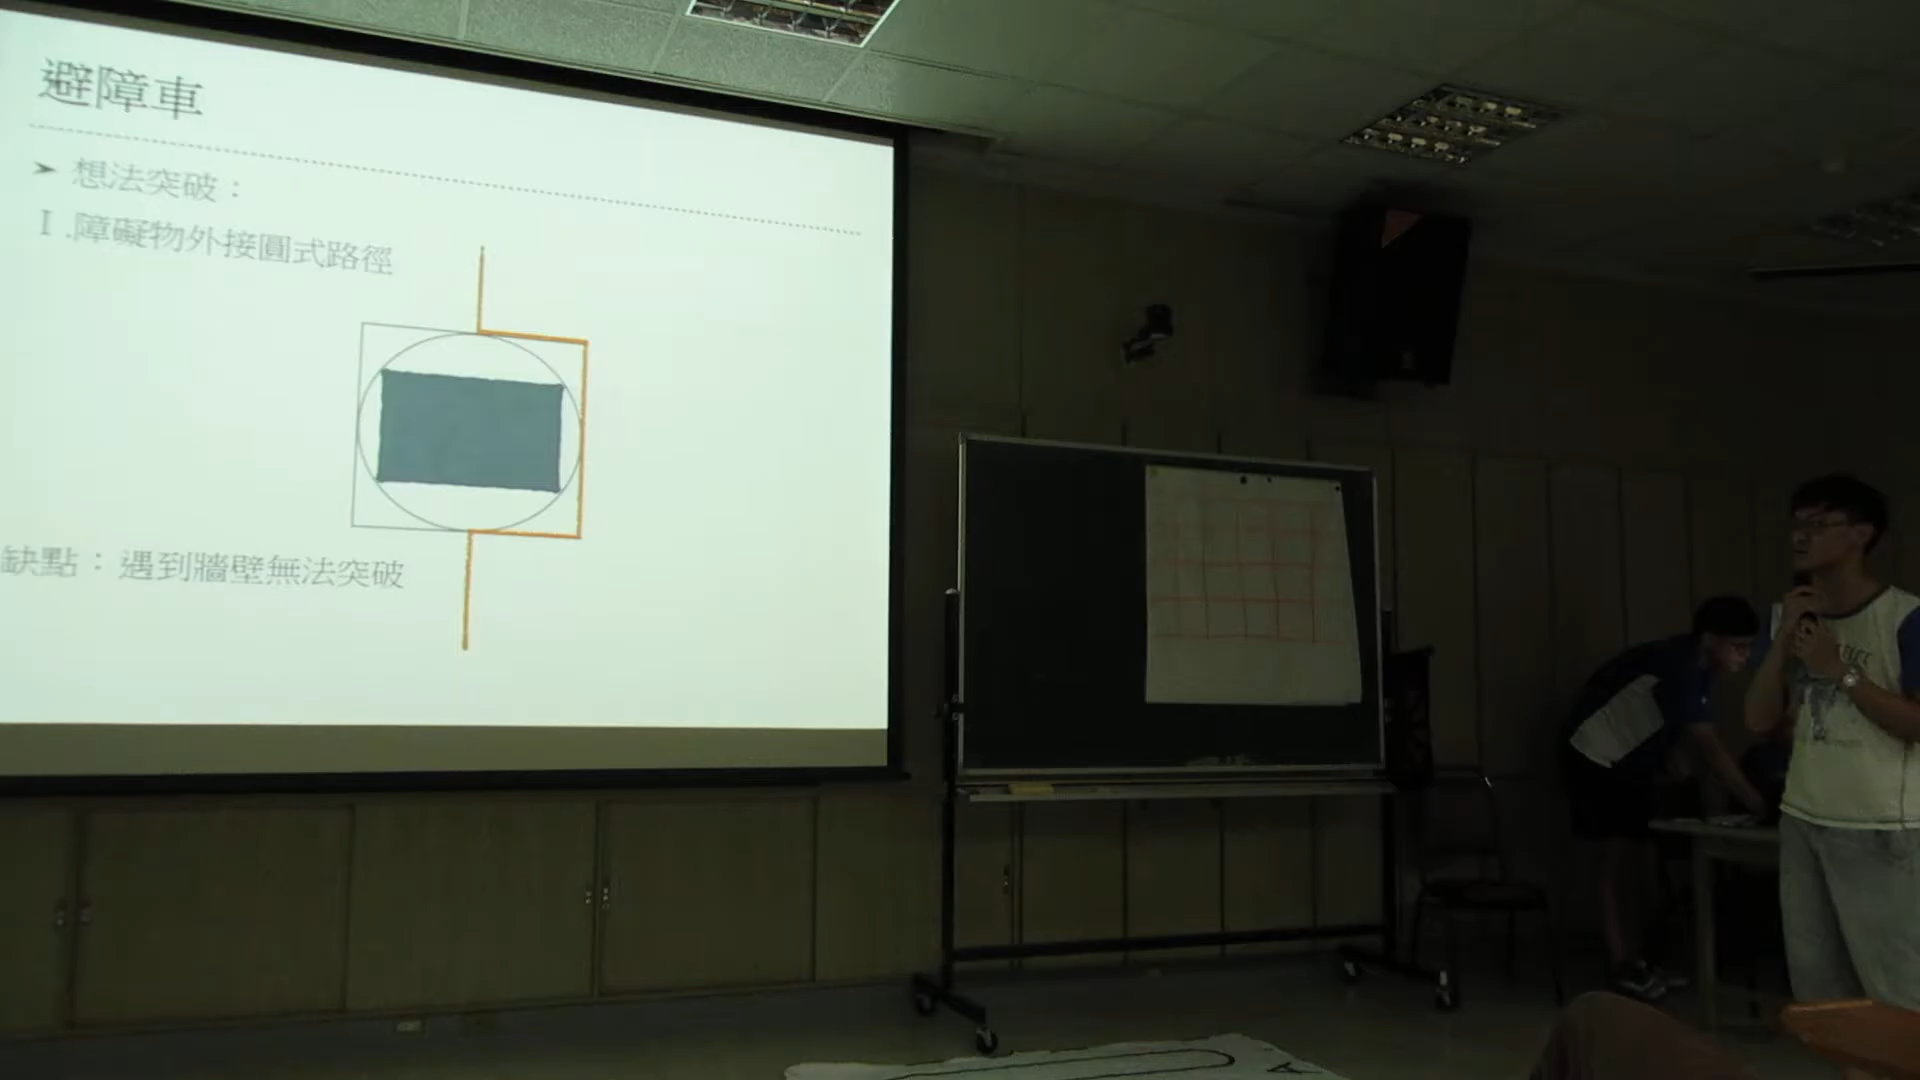 避障車
➤ 想法突破：
Ⅰ.障礙物外接圓式路徑
缺點：遇到牆壁無法突破
A